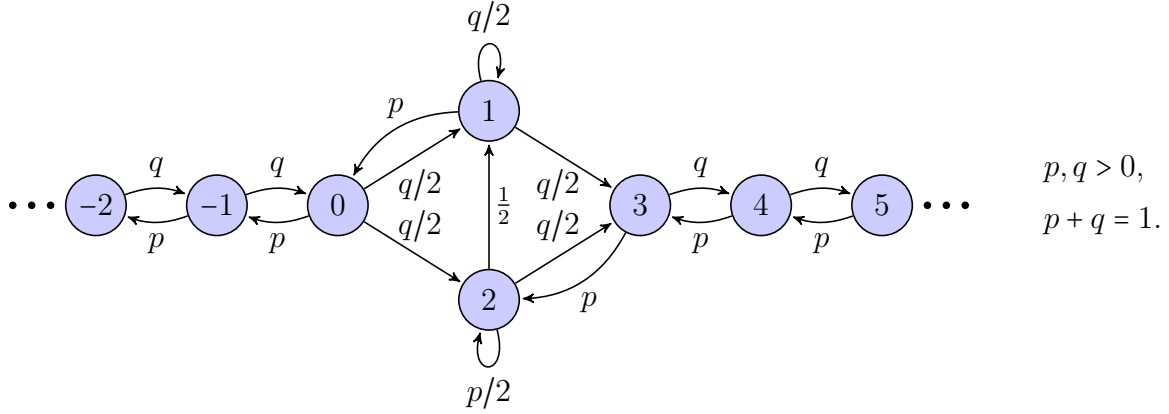 q/2
1
p
q/2
q/2
1/2
q/2
q/2
··· −2 q p −1 q p 0 3 q p 4 q p 5 ···
p, q > 0,
p + q = 1.
2
p
p/2